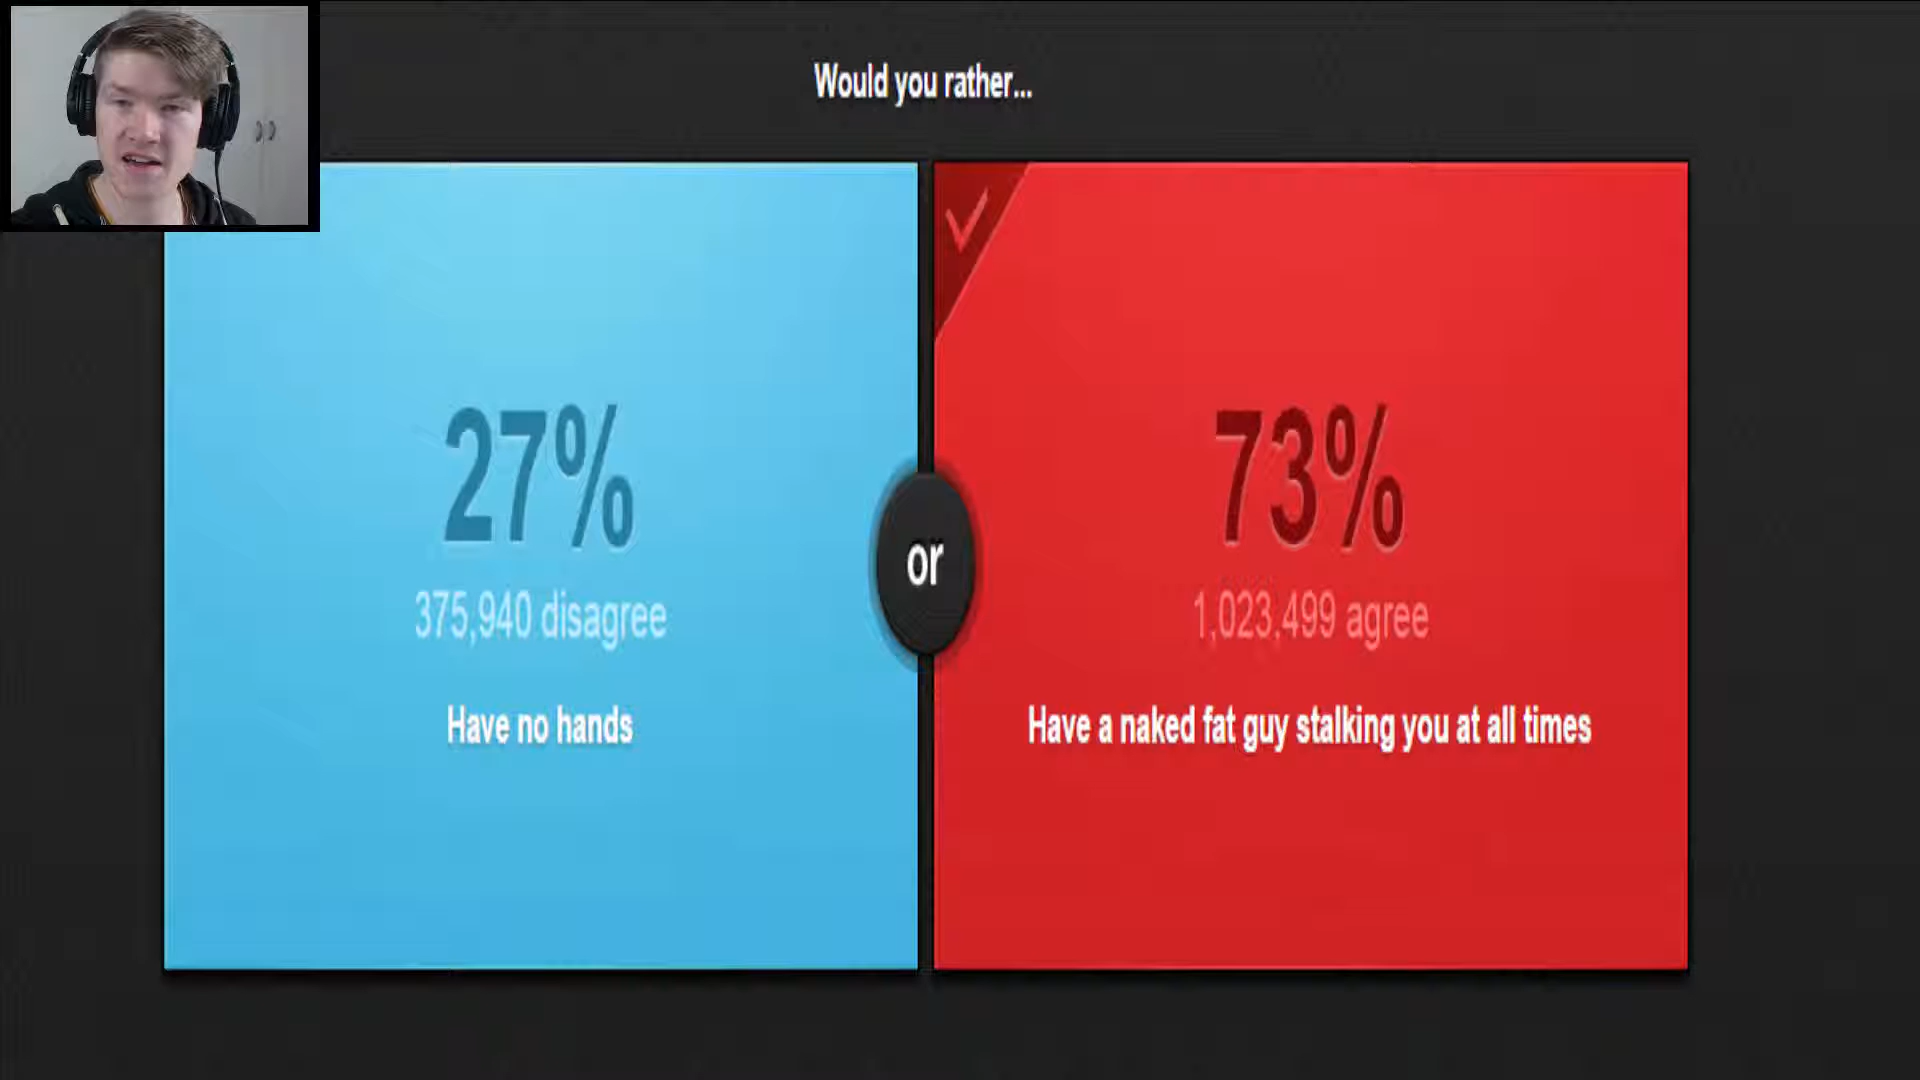 Would you rather...
27%
375,940 disagree
Have no hands
or
73%
1,023,499 agree
Have a naked fat guy stalking you at all times